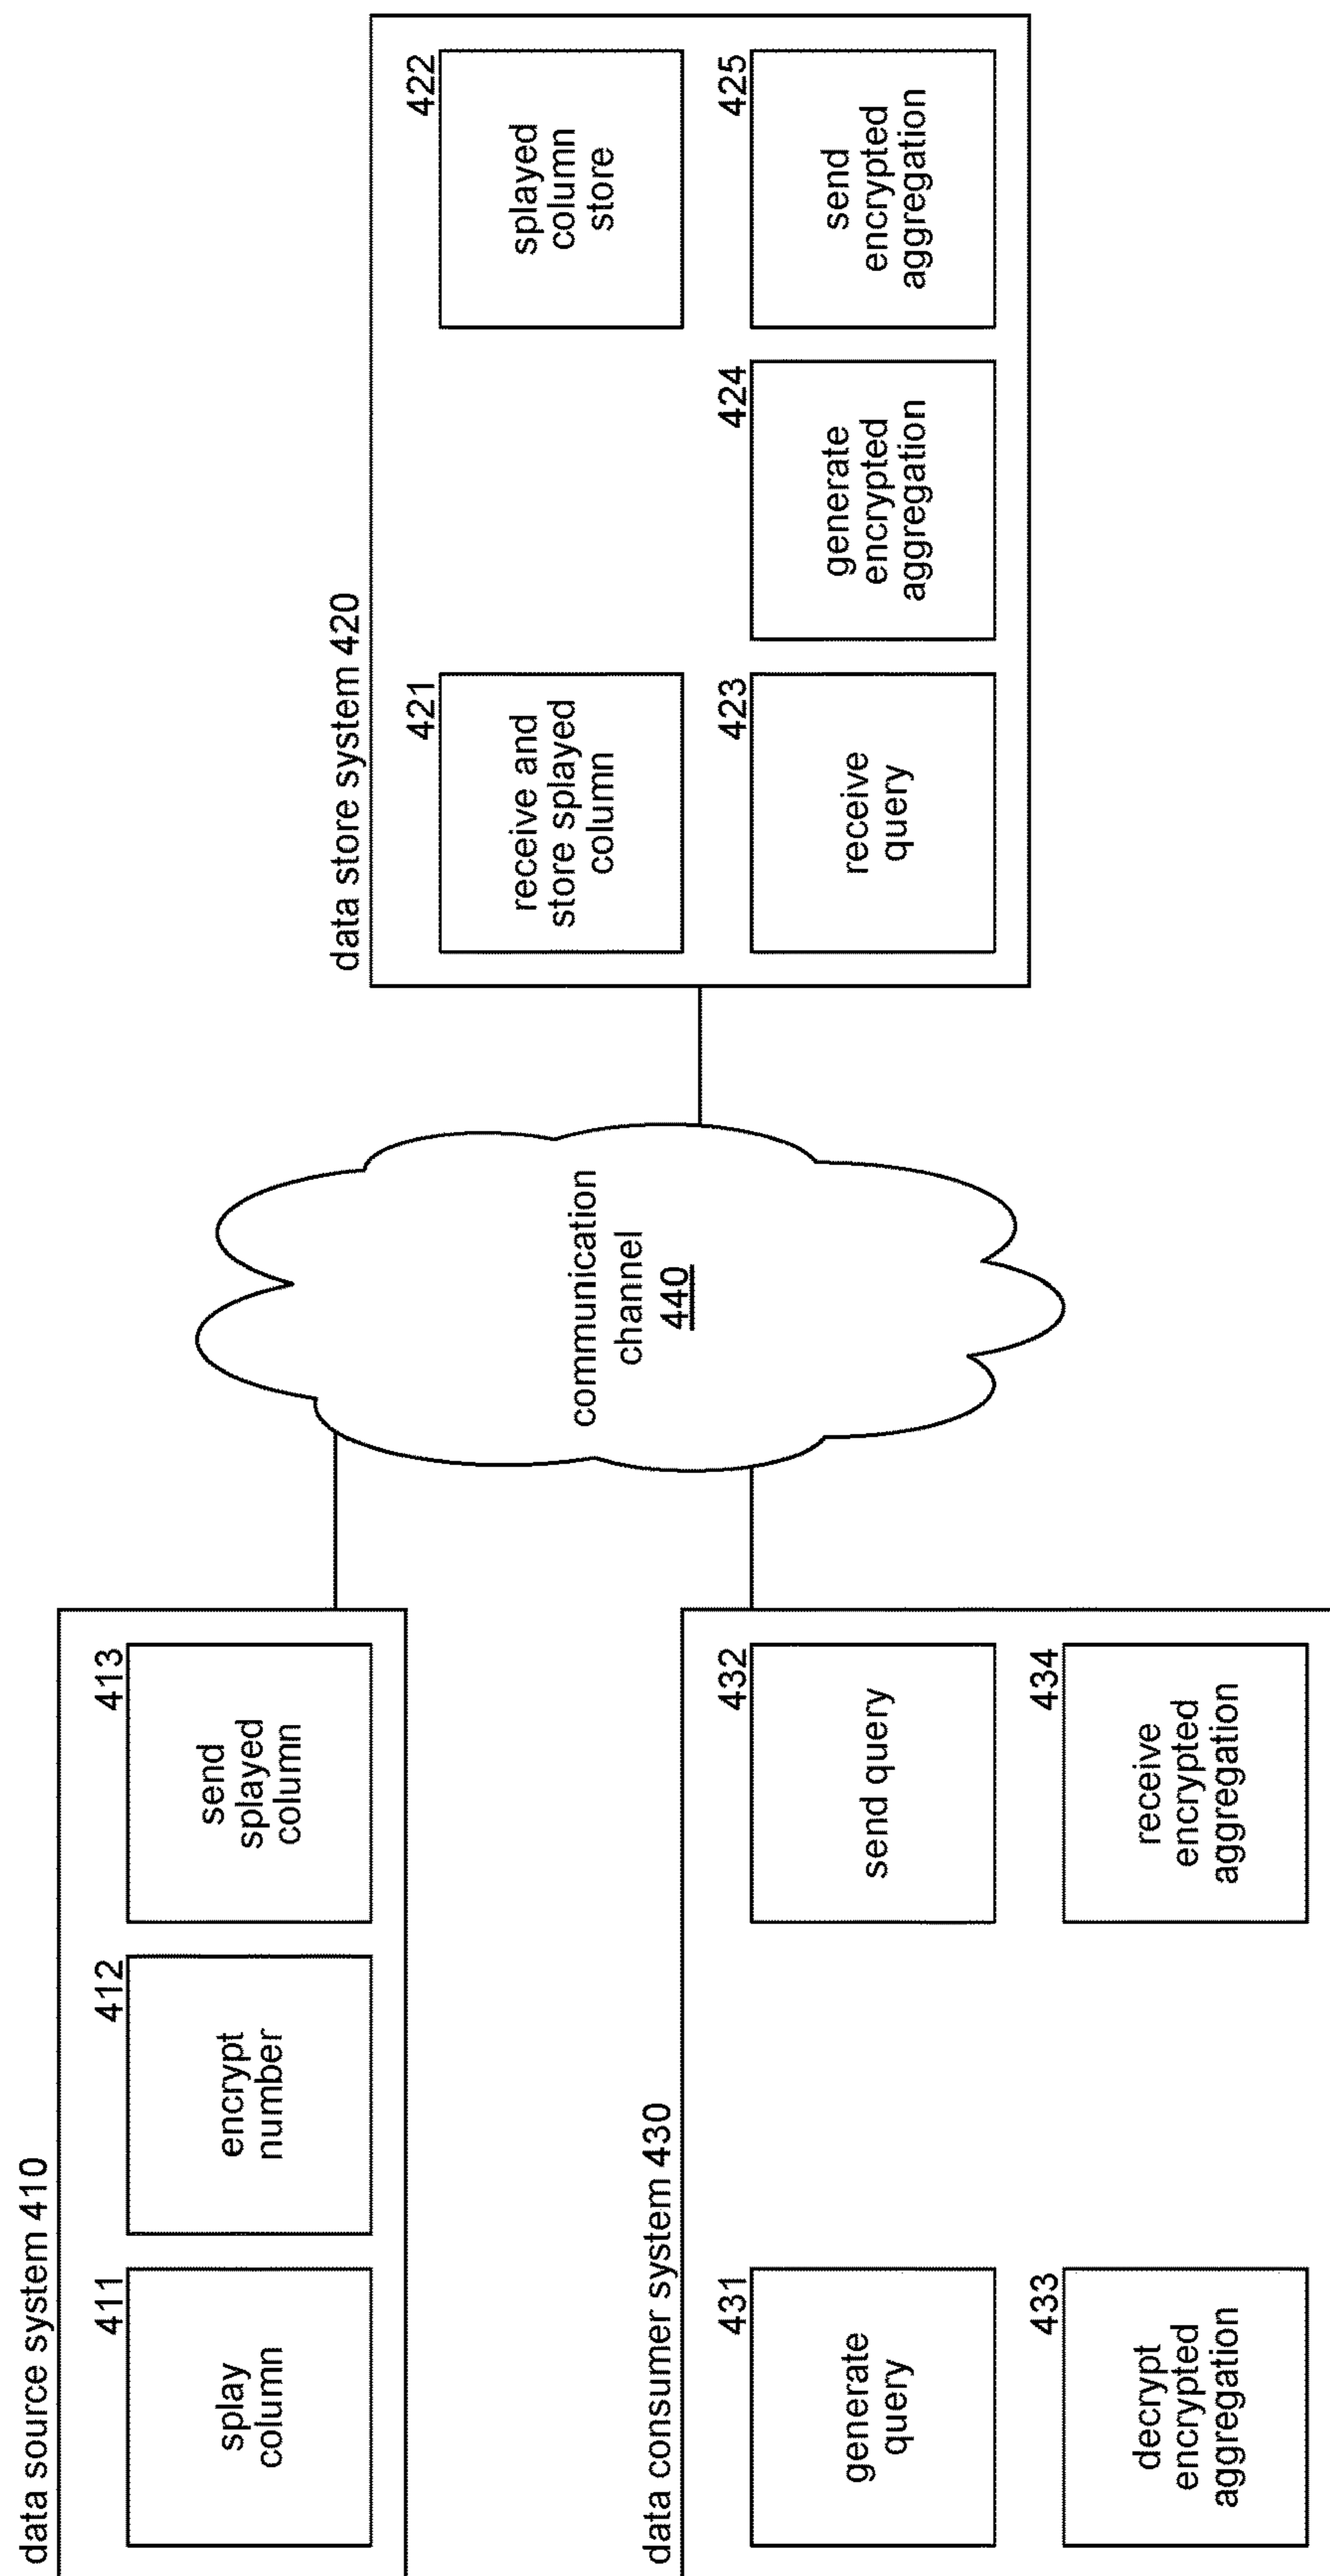 data source system 410
411
splay
column
412
encrypt
number
413
send
splayed
column
data consumer system 430
431
generate
query
432
send query
433
decrypt
encrypted
aggregation
434
receive
encrypted
aggregation
communication
channel
440
data store system 420
421
receive and
store splayed
column
422
splayed
column
store
423
receive
query
424
generate
encrypted
aggregation
425
send
encrypted
aggregation